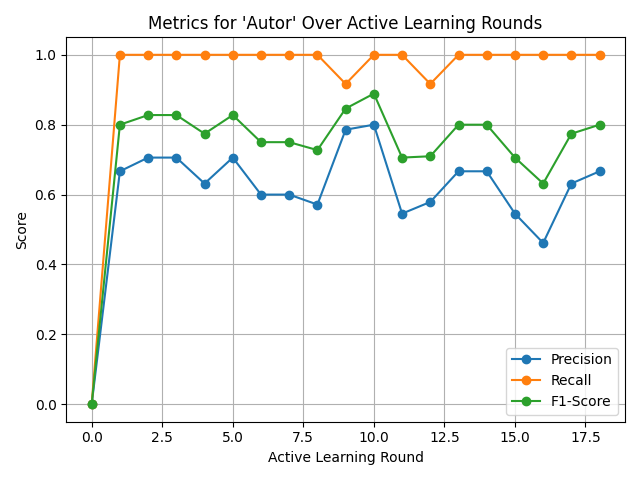 Metrics for 'Autor' Over Active Learning Rounds
1.0
0.8
0.6
0.4
0.2
0.0
Score
0.0 2.5 5.0 7.5 10.0 12.5 15.0 17.5
Active Learning Round
Precision
Recall
F1-Score